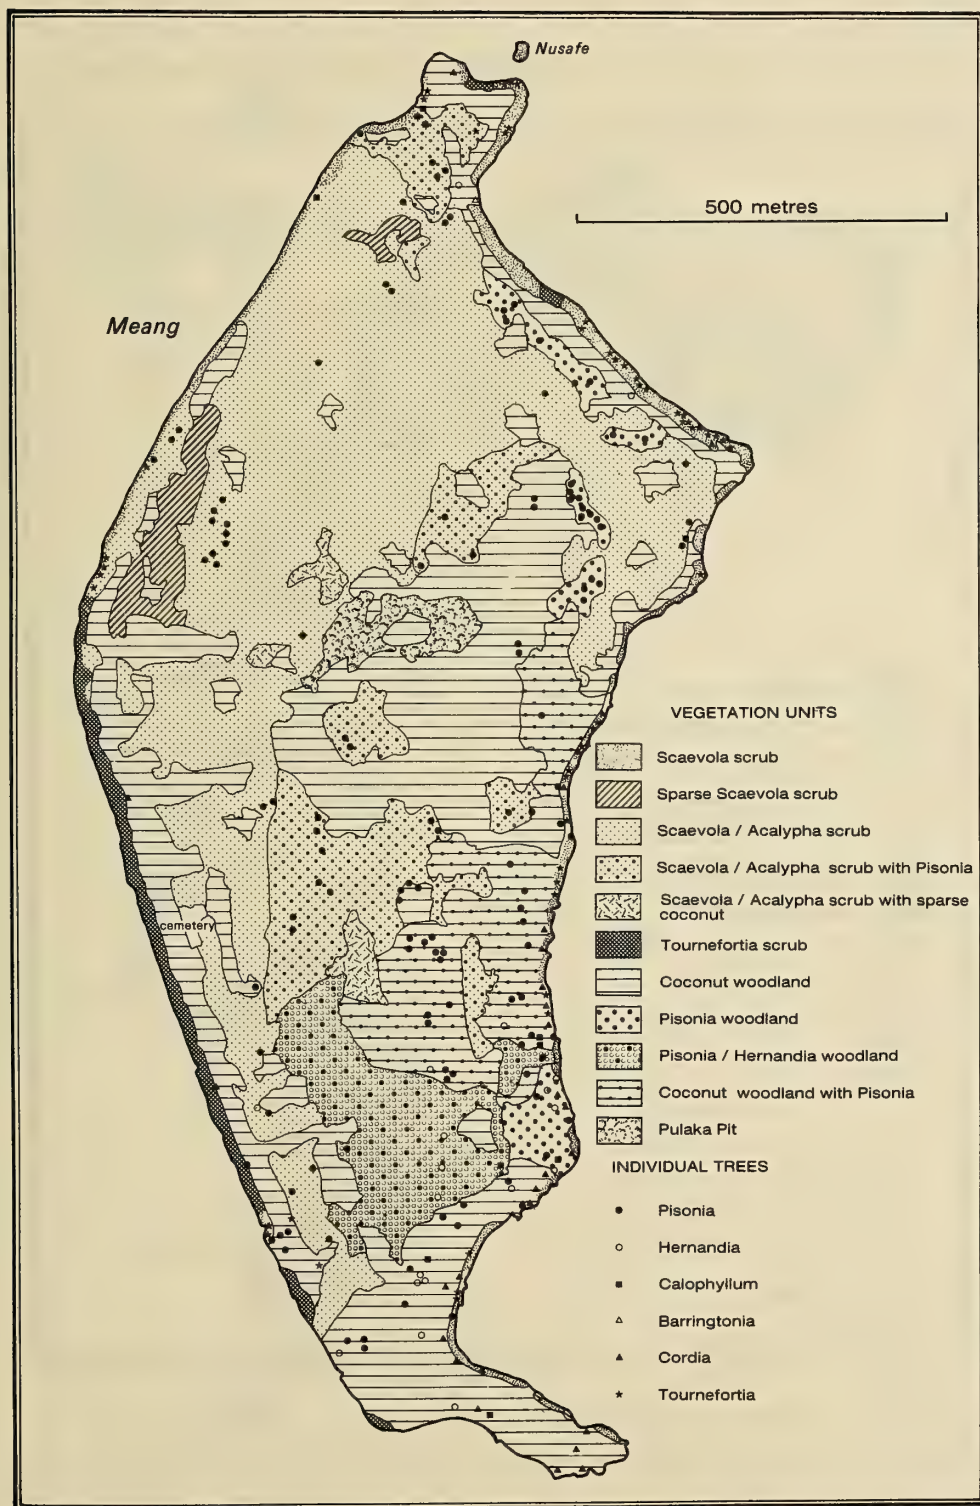 Nusafe
500 metres
Meang
cemetery
VEGETATION UNITS
Scaevola scrub
Sparse Scaevola scrub
Scaevola / Acalypha scrub
Scaevola / Acalypha scrub with Pisonia
Scaevola / Acalypha scrub with sparse
coconut
Tournefortia scrub
Coconut woodland
Pisonia woodland
Pisonia / Hernandia woodland
Coconut woodland with Pisonia
Pulaka Pit
INDIVIDUAL TREES
Pisonia
Hernandia
Calophyllum
Barringtonia
Cordia
Tournefortia